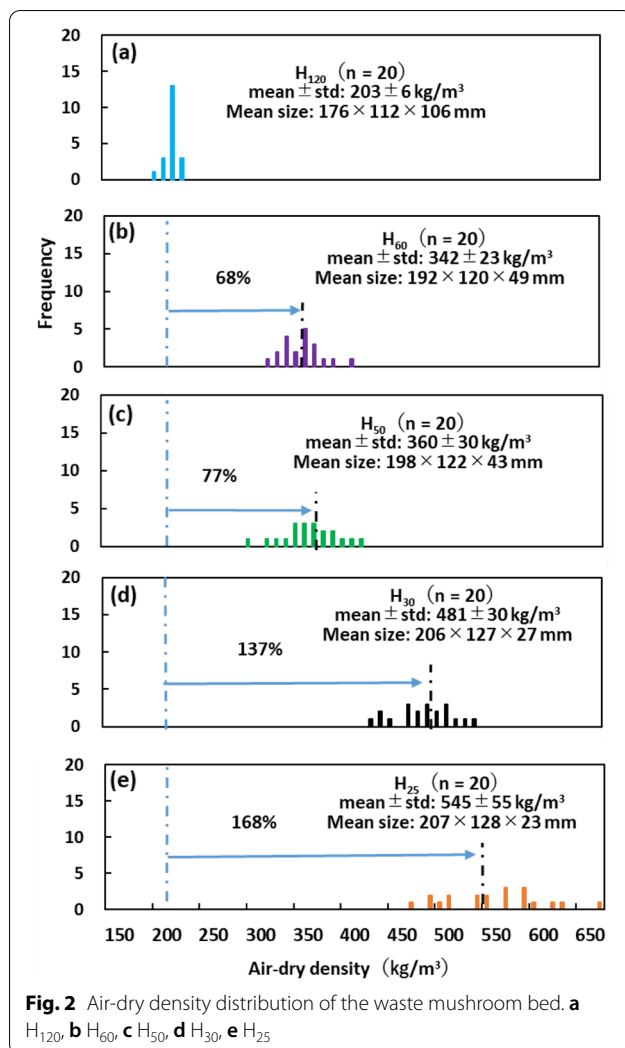 20
15
10
5
0
(a)
H₁₂₀ (n = 20)
mean ± std: 203 ± 6 kg/m³
Mean size: 176 × 112 × 106 mm
20
15
10
5
0
(b)
H₆₀ (n = 20)
mean ± std: 342 ± 23 kg/m³
Mean size: 192 × 120 × 49 mm
68%
Frequency
20
15
10
5
0
(c)
H₅₀ (n = 20)
mean ± std: 360 ± 30 kg/m³
Mean size: 198 × 122 × 43 mm
77%
20
15
10
5
0
(d)
H₃₀ (n = 20)
mean ± std: 481 ± 30 kg/m³
Mean size: 206 × 127 × 27 mm
137%
20
15
10
5
0
(e)
H₂₅ (n = 20)
mean ± std: 545 ± 55 kg/m³
Mean size: 207 × 128 × 23 mm
168%
150 200 250 300 350 400 450 500 550 600 650
Air-dry density (kg/m³)
Fig. 2 Air-dry density distribution of the waste mushroom bed. a
H₁₂₀, b H₆₀, c H₅₀, d H₃₀, e H₂₅